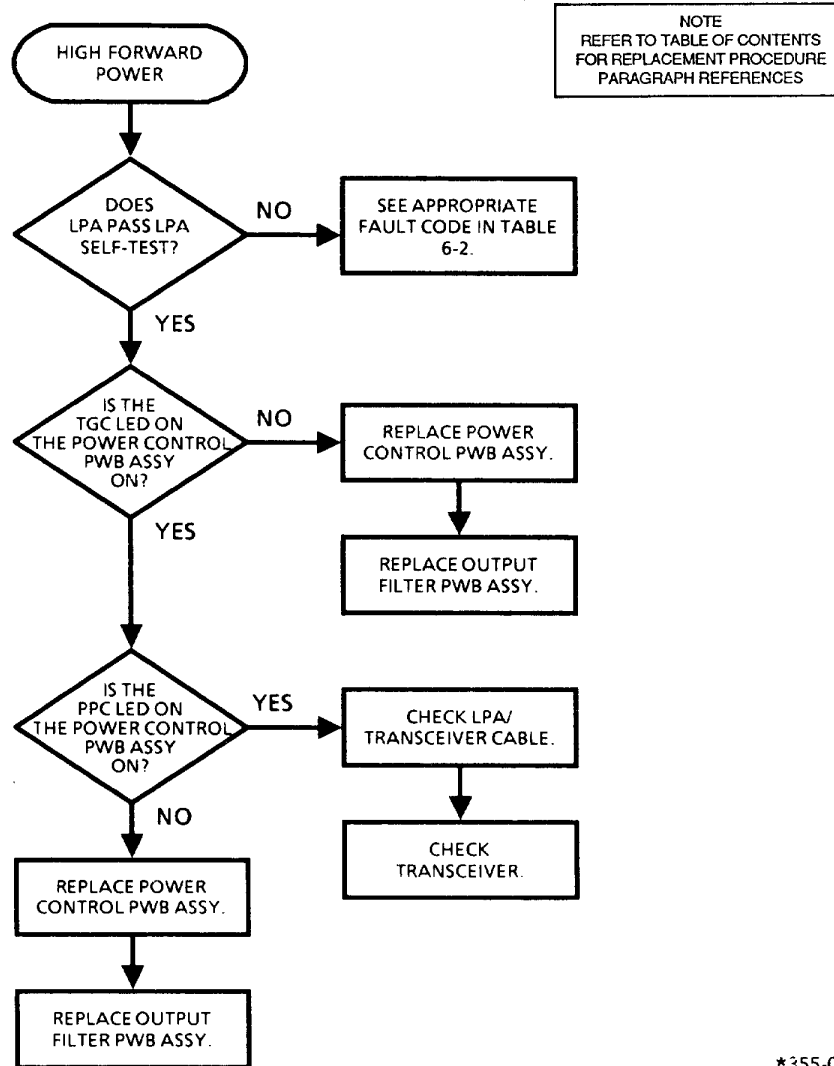 HIGH FORWARD
POWER
NOTE
REFER TO TABLE OF CONTENTS
FOR REPLACEMENT PROCEDURE
PARAGRAPH REFERENCES
DOES
LPA PASS LPA
SELF-TEST?
NO
SEE APPROPRIATE
FAULT CODE IN TABLE
6-2.
YES
IS THE
TGC LED ON
THE POWER CONTROL
PWB ASSY
ON?
NO
REPLACE POWER
CONTROL PWB ASSY.
REPLACE OUTPUT
FILTER PWB ASSY.
YES
IS THE
PPC LED ON
THE POWER CONTROL
PWB ASSY
ON?
YES
CHECK LPA/
TRANSCEIVER CABLE.
CHECK
TRANSCEIVER.
NO
REPLACE POWER
CONTROL PWB ASSY.
REPLACE OUTPUT
FILTER PWB ASSY.